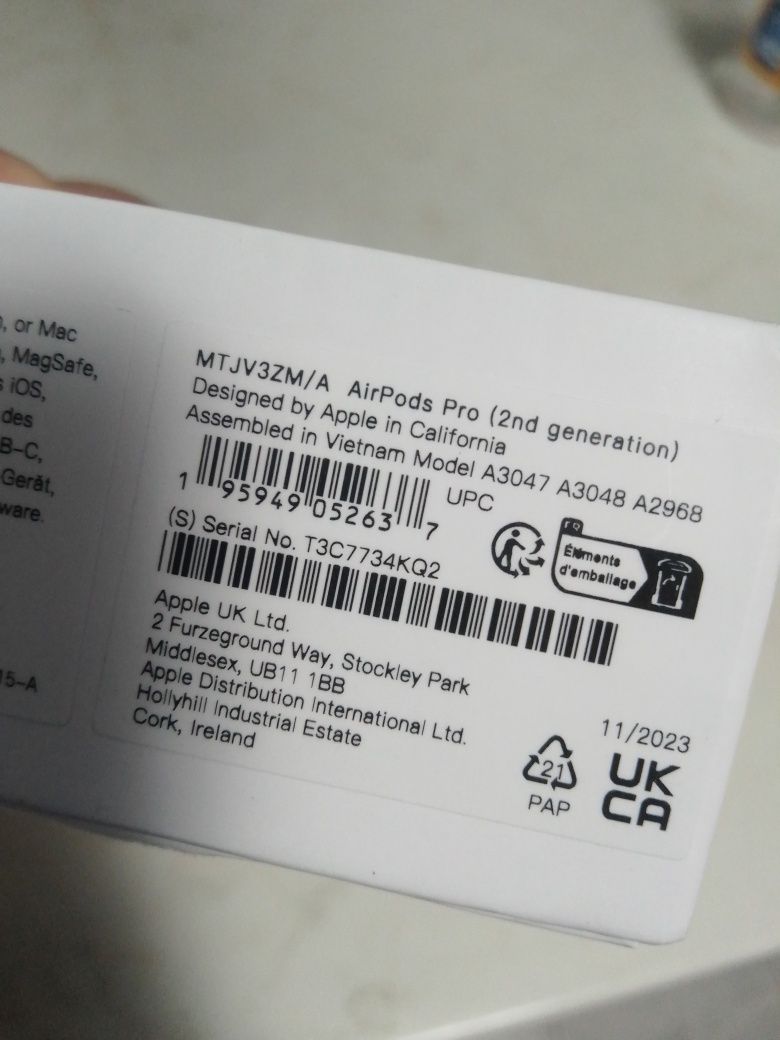 , or Mac
, MagSafe,
s iOS,
des
B-C,
Gerät,
ware.
15-A
MTJV3ZM/A AirPods Pro (2nd generation)
Designed by Apple in California
Assembled in Vietnam Model A3047 A3048 A2968
1 95949 05263 7 UPC
(S) Serial No. T3C7734KQ2
FR
Éléments
d'emballage
Apple UK Ltd.
2 Furzeground Way, Stockley Park
Middlesex, UB11 1BB
Apple Distribution International Ltd.
Hollyhill Industrial Estate
Cork, Ireland
11/2023
21
PAP
UK
CA